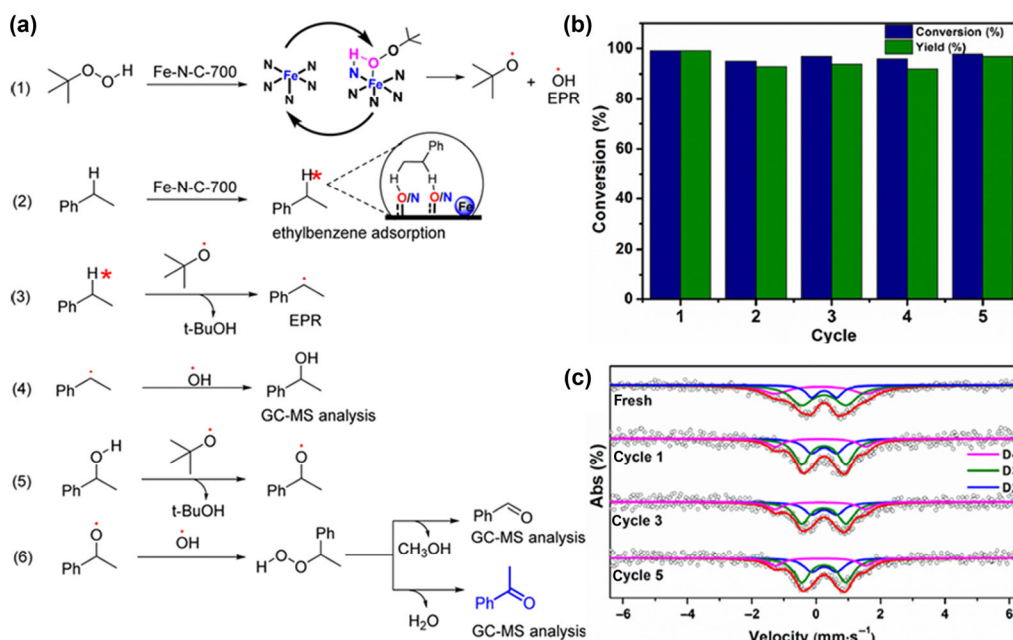 (a)
(1)
O
O
H
Fe-N-C-700
N
N
Fe
N
N
N
H
O
O
N
Fe
N
N
N
N
O
+
OH
EPR
(2)
H
Ph
Fe-N-C-700
H*
Ph
Ph
H
H
O/N
O/N
Fe
ethylbenzene adsorption
(3)
H*
Ph
O
t-BuOH
Ph
EPR
(4)
Ph
OH
OH
Ph
GC-MS analysis
(5)
H
O
Ph
O
t-BuOH
O
Ph
(6)
O
Ph
OH
HO
O
Ph
Ph
O
CH3OH
GC-MS analysis
H2O
Ph
O
GC-MS analysis
(b)
Conversion (%)
Yield (%)
100
80
60
40
20
0
Conversion (%)
1 2 3 4 5
Cycle
(c)
Fresh
Cycle 1
Cycle 3
Cycle 5
Abs (%)
−6 −4 −2 0 2 4 6
Velocity (mm·s−1)